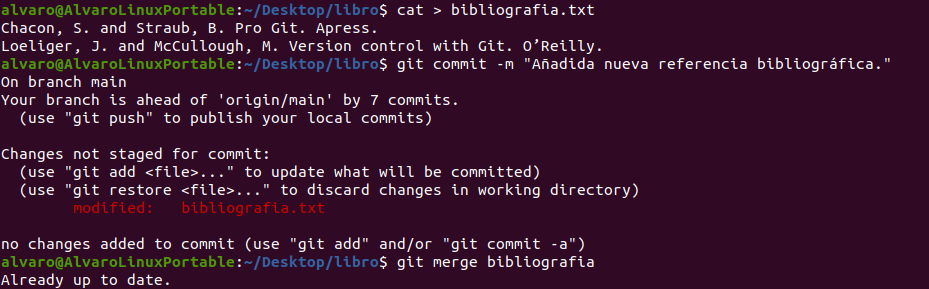 alvaro@AlvaroLinuxPortable:~/Desktop/libro$ cat > bibliografia.txt
Chacon, S. and Straub, B. Pro Git. Apress.
Loeliger, J. and McCullough, M. Version control with Git. O’Reilly.
alvaro@AlvaroLinuxPortable:~/Desktop/libro$ git commit -m "Añadida nueva referencia bibliográfica."
On branch main
Your branch is ahead of 'origin/main' by 7 commits.
  (use "git push" to publish your local commits)

Changes not staged for commit:
  (use "git add <file>..." to update what will be committed)
  (use "git restore <file>..." to discard changes in working directory)
        modified:   bibliografia.txt

no changes added to commit (use "git add" and/or "git commit -a")
alvaro@AlvaroLinuxPortable:~/Desktop/libro$ git merge bibliografia
Already up to date.